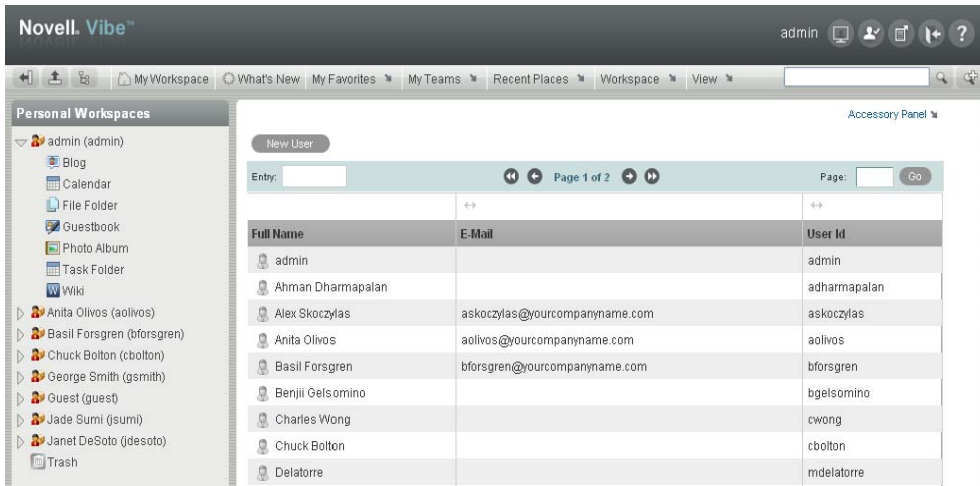 Novell. Vibe™
admin
?
My Workspace What's New My Favorites My Teams Recent Places Workspace View
Personal Workspaces
admin (admin)
Blog
Calendar
File Folder
Guestbook
Photo Album
Task Folder
W Wiki
Anita Olivos (aolivos)
Basil Forsgren (bforsgren)
Chuck Bolton (cbolton)
George Smith (gsmith)
Guest (guest)
Jade Sumi (jsumi)
Janet DeSoto (jdesoto)
Trash
Accessory Panel
New User
Entry: Page 1 of 2 Page: Go
Full Name E-Mail User Id
admin admin
Ahman Dharmapalan adharmapalan
Alex Skoczylas askoczylas@yourcompanyname.com askoczylas
Anita Olivos aolivos@yourcompanyname.com aolivos
Basil Forsgren bforsgren@yourcompanyname.com bforsgren
Benjii Gelsomino bgelsomino
Charles Wong cwong
Chuck Bolton cbolton
Delatorre mdelatorre